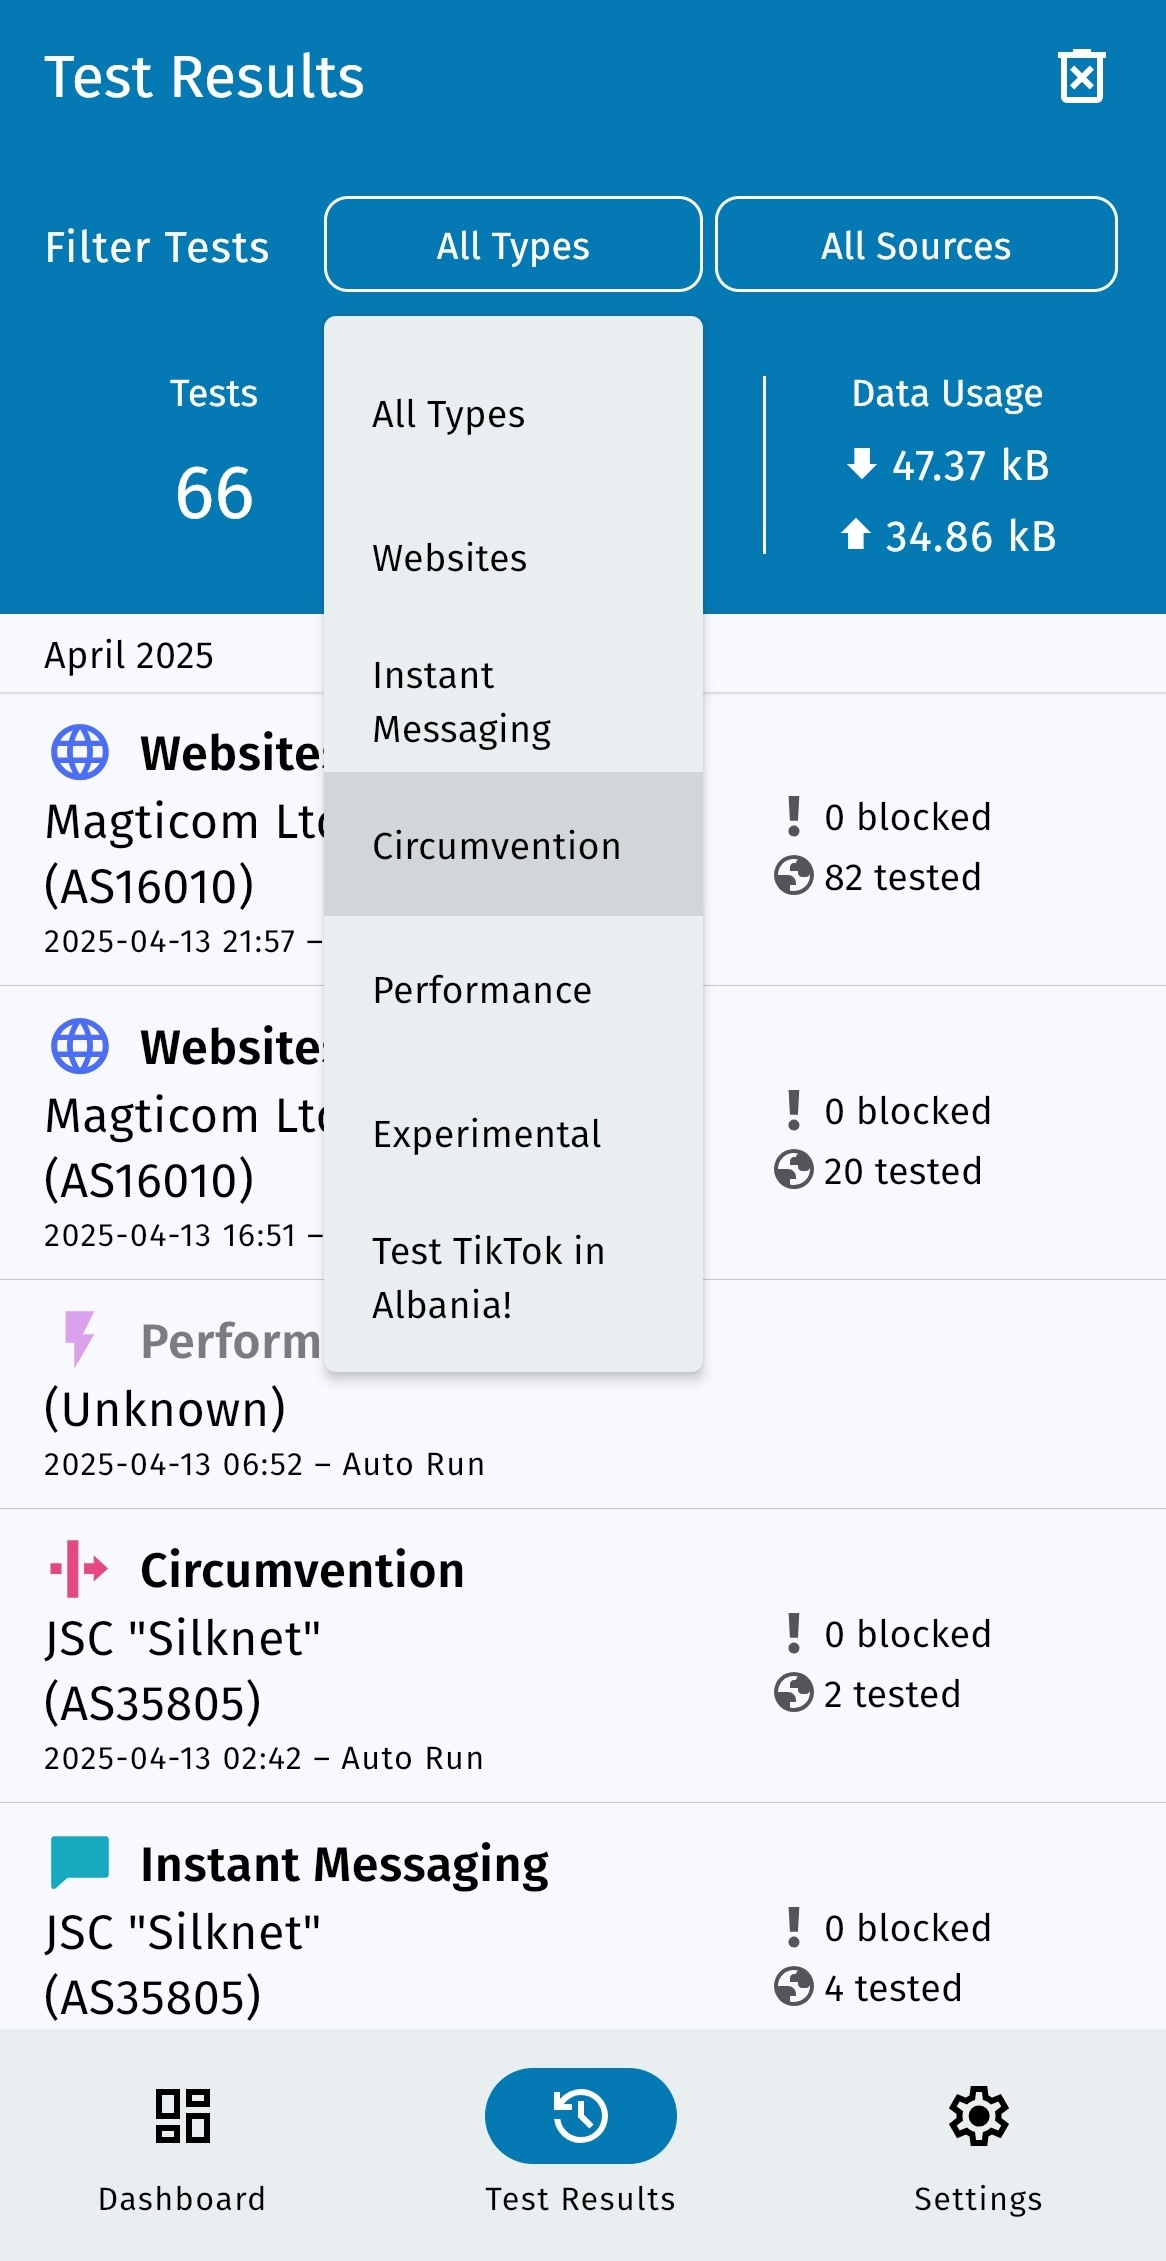 Test Results
Filter Tests
All Types
All Sources
Tests
66
Data Usage
47.37 kB
34.86 kB
All Types
Websites
Instant
Messaging
Circumvention
Performance
Experimental
Test TikTok in
Albania!
April 2025
Websites
Magticom Ltd
(AS16010)
2025-04-13 21:57 –
0 blocked
82 tested
Websites
Magticom Ltd
(AS16010)
2025-04-13 16:51 –
0 blocked
20 tested
Perform
(Unknown)
2025-04-13 06:52 – Auto Run
Circumvention
JSC "Silknet"
(AS35805)
2025-04-13 02:42 – Auto Run
0 blocked
2 tested
Instant Messaging
JSC "Silknet"
(AS35805)
0 blocked
4 tested
Dashboard
Test Results
Settings